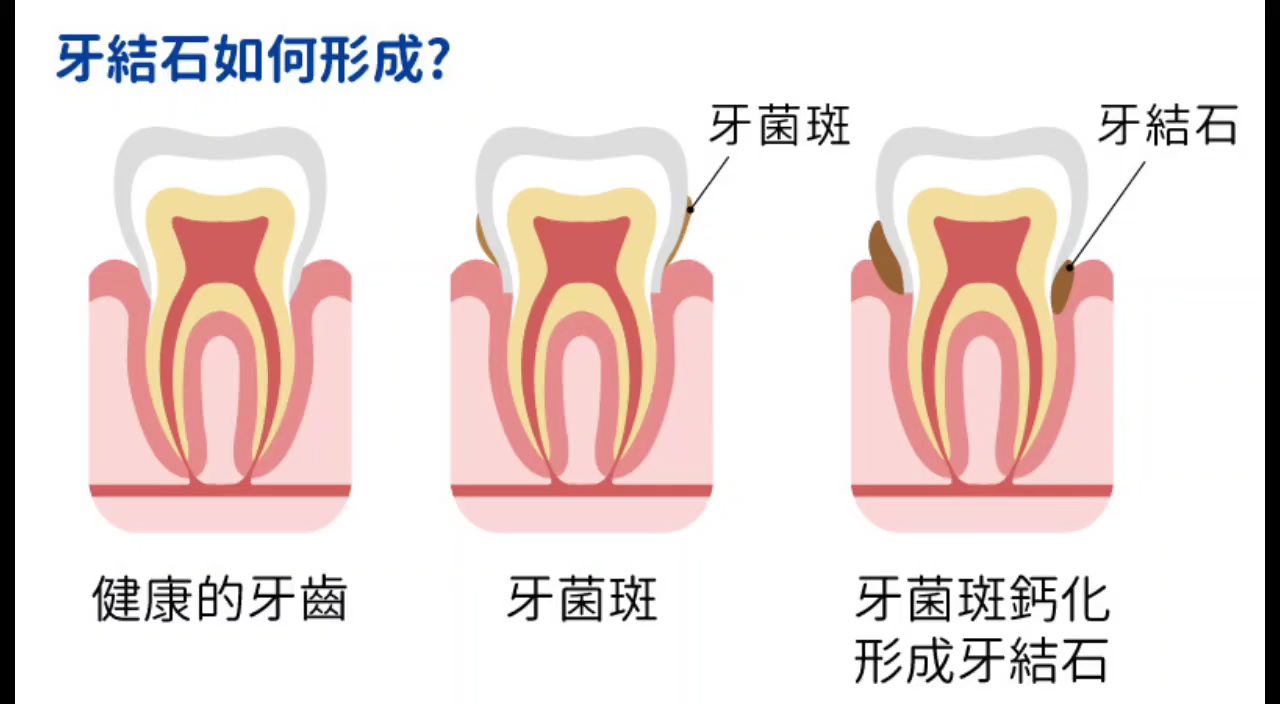 牙結石如何形成?
牙菌斑
牙結石
健康的牙齒
牙菌斑
牙菌斑鈣化
形成牙結石